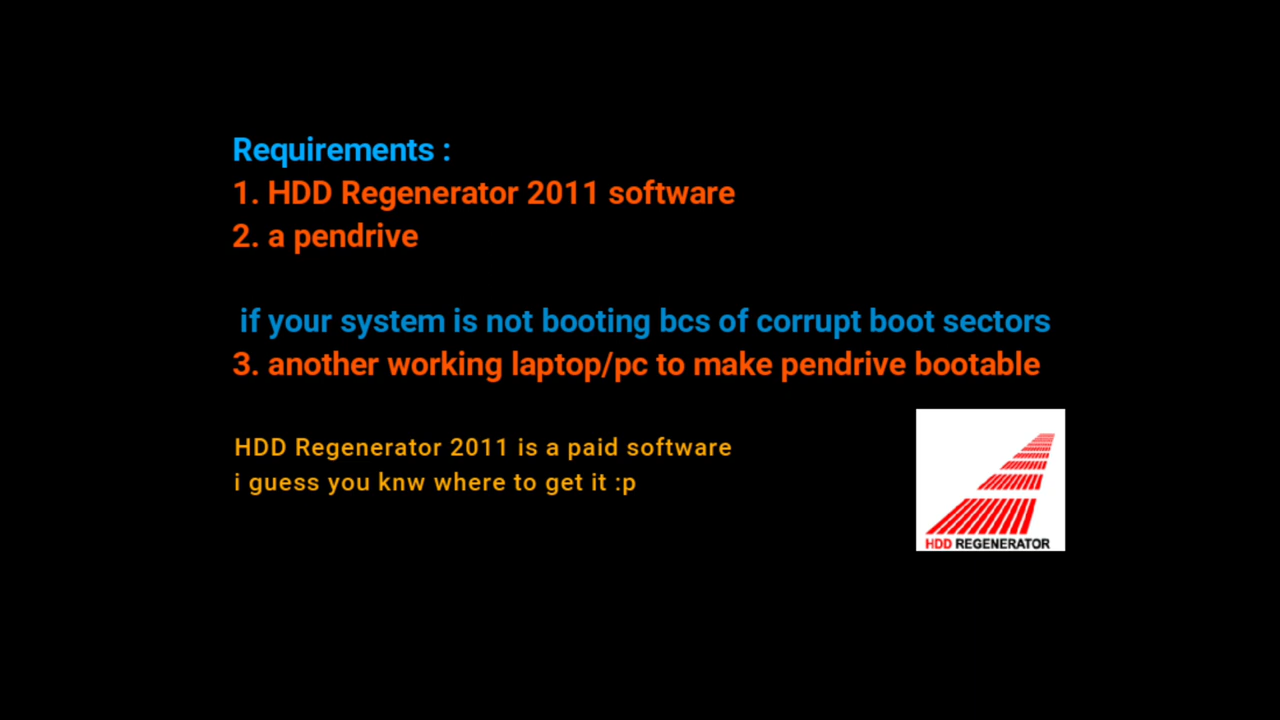 Requirements :
1. HDD Regenerator 2011 software
2. a pendrive
if your system is not booting bcs of corrupt boot sectors
3. another working laptop/pc to make pendrive bootable
HDD Regenerator 2011 is a paid software
i guess you knw where to get it :p
HDD REGENERATOR